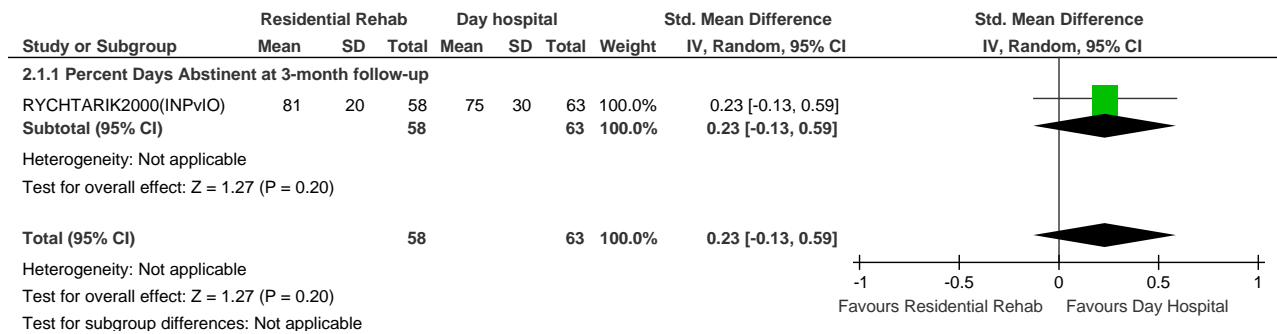 Residential Rehab Day hospital Std. Mean Difference Std. Mean Difference
Study or Subgroup Mean SD Total Mean SD Total Weight IV, Random, 95% CI IV, Random, 95% CI
2.1.1 Percent Days Abstinent at 3-month follow-up
RYCHTARIK2000(INPvIO) 81 20 58 75 30 63 100.0% 0.23 [-0.13, 0.59]
Subtotal (95% CI) 58 63 100.0% 0.23 [-0.13, 0.59]
Heterogeneity: Not applicable
Test for overall effect: Z = 1.27 (P = 0.20)
Total (95% CI) 58 63 100.0% 0.23 [-0.13, 0.59]
Heterogeneity: Not applicable
-1 -0.5 0 0.5 1
Test for overall effect: Z = 1.27 (P = 0.20)
Favours Residential Rehab Favours Day Hospital
Test for subgroup differences: Not applicable